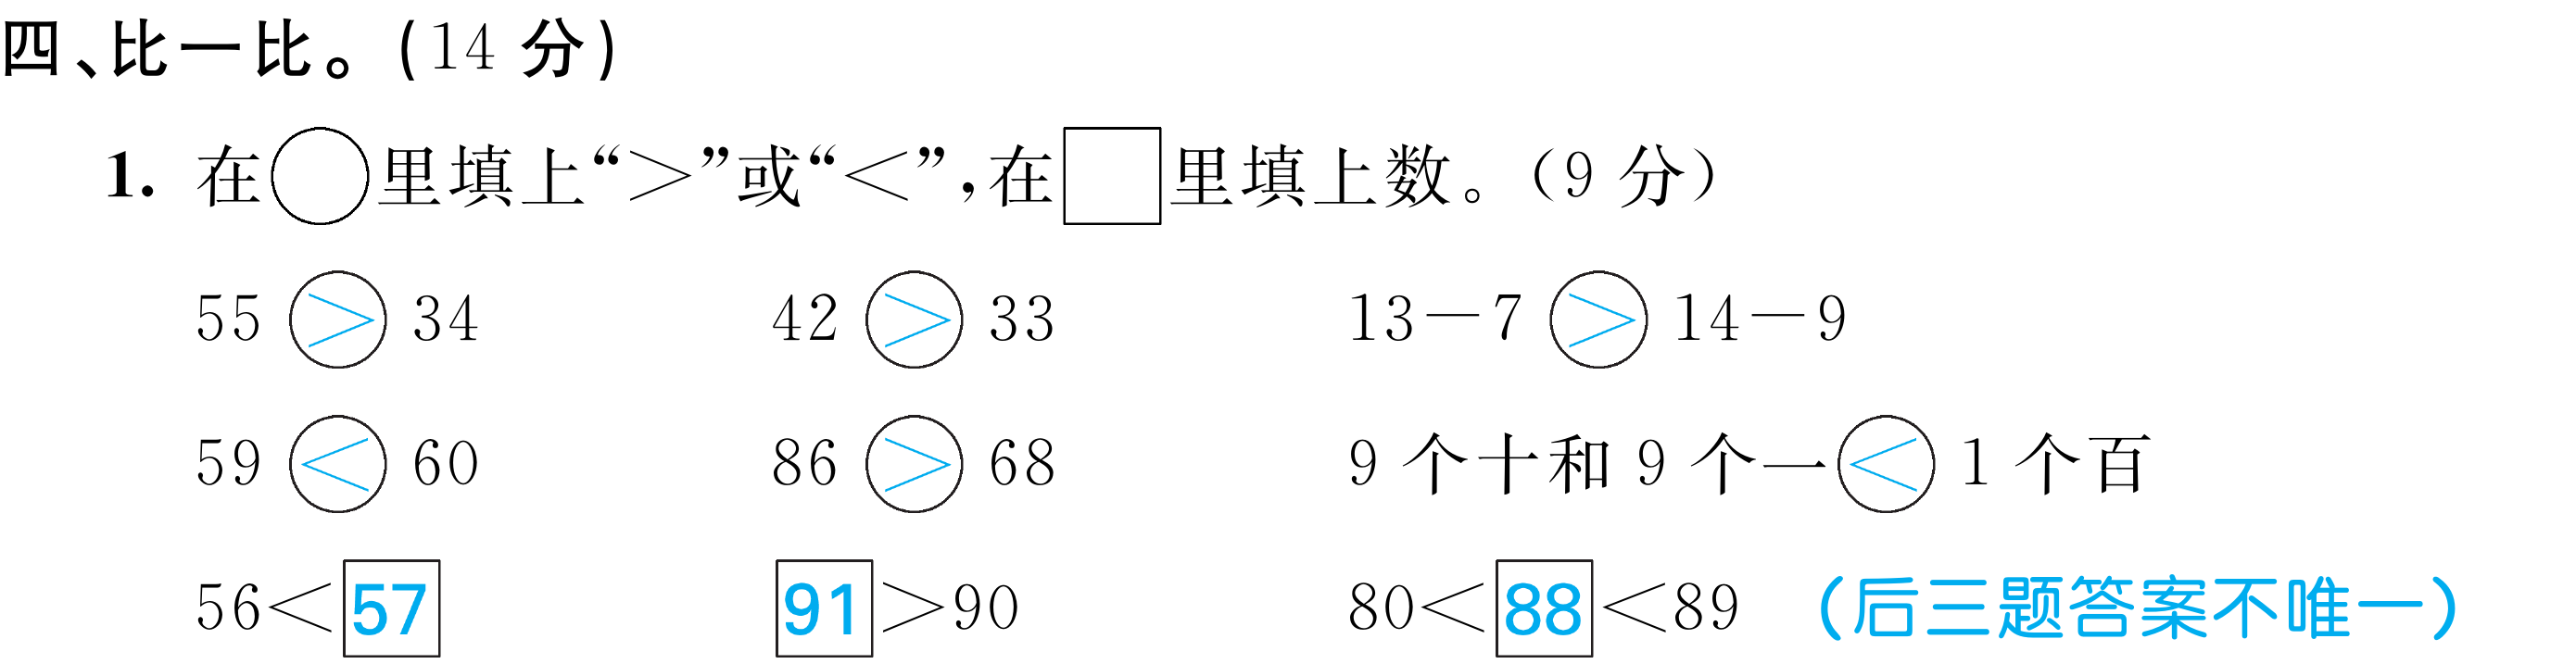 四、比一比。(14 分)
1. 在○里填上“>”或“<”,在□里填上数。(9 分)
55 > 34 42 > 33 13-7 > 14-9
59 < 60 86 > 68 9 个十和 9 个一 < 1 个百
56<57 91>90 80<88<89 (后三题答案不唯一)